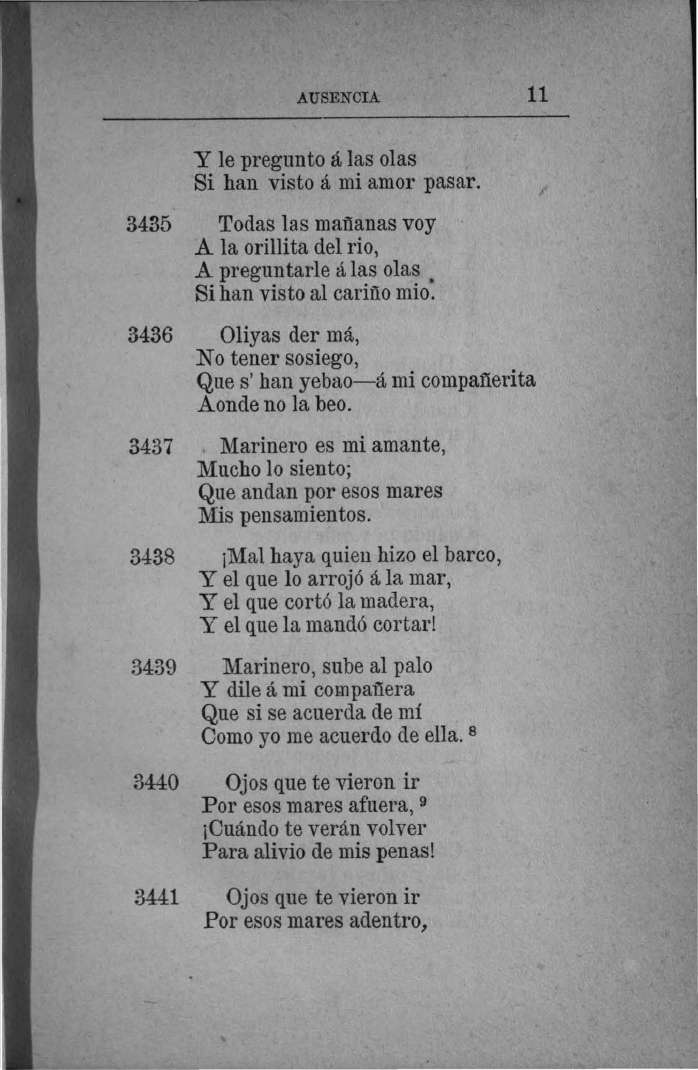 AUSENCIA 11
Y le pregunto á las olas
Si han visto á mi amor pasar.
3435 Todas las mañanas voy
A la orillita del rio,
A preguntarle á las olas
Si han visto al cariño mio.
3436 Oliyas der má,
No tener sosiego,
Que s' han yebao—á mi compañerita
Aonde no la beo.
3437 Marinero es mi amante,
Mucho lo siento;
Que andan por esos mares
Mis pensamientos.
3438 ¡Mal haya quien hizo el barco,
Y el que lo arrojó á la mar,
Y el que cortó la madera,
Y el que la mandó cortar!
3439 Marinero, sube al palo
Y dile á mi compañera
Que si se acuerda de mí
Como yo me acuerdo de ella. 8
3440 Ojos que te vieron ir
Por esos mares afuera, 9
¡Cuándo te verán volver
Para alivio de mis penas!
3441 Ojos que te vieron ir
Por esos mares adentro,